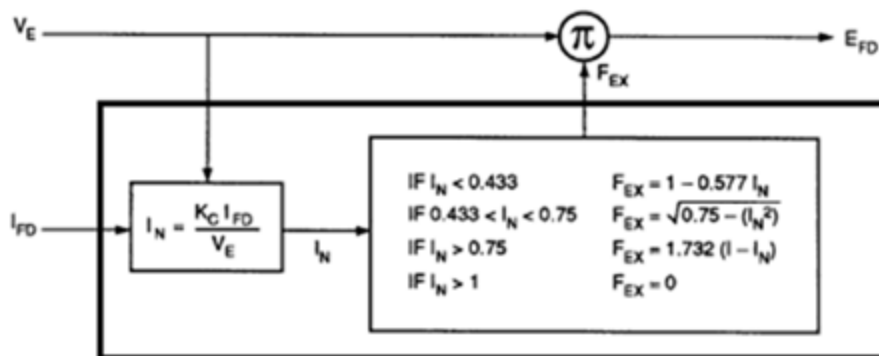 V_E
π
E_FD
F_EX
I_FD
I_N = K_C I_FD / V_E
I_N
IF I_N < 0.433 F_EX = 1 − 0.577 I_N
IF 0.433 < I_N < 0.75 F_EX = √0.75 − (I_N²)
IF I_N > 0.75 F_EX = 1.732 (I − I_N)
IF I_N > 1 F_EX = 0